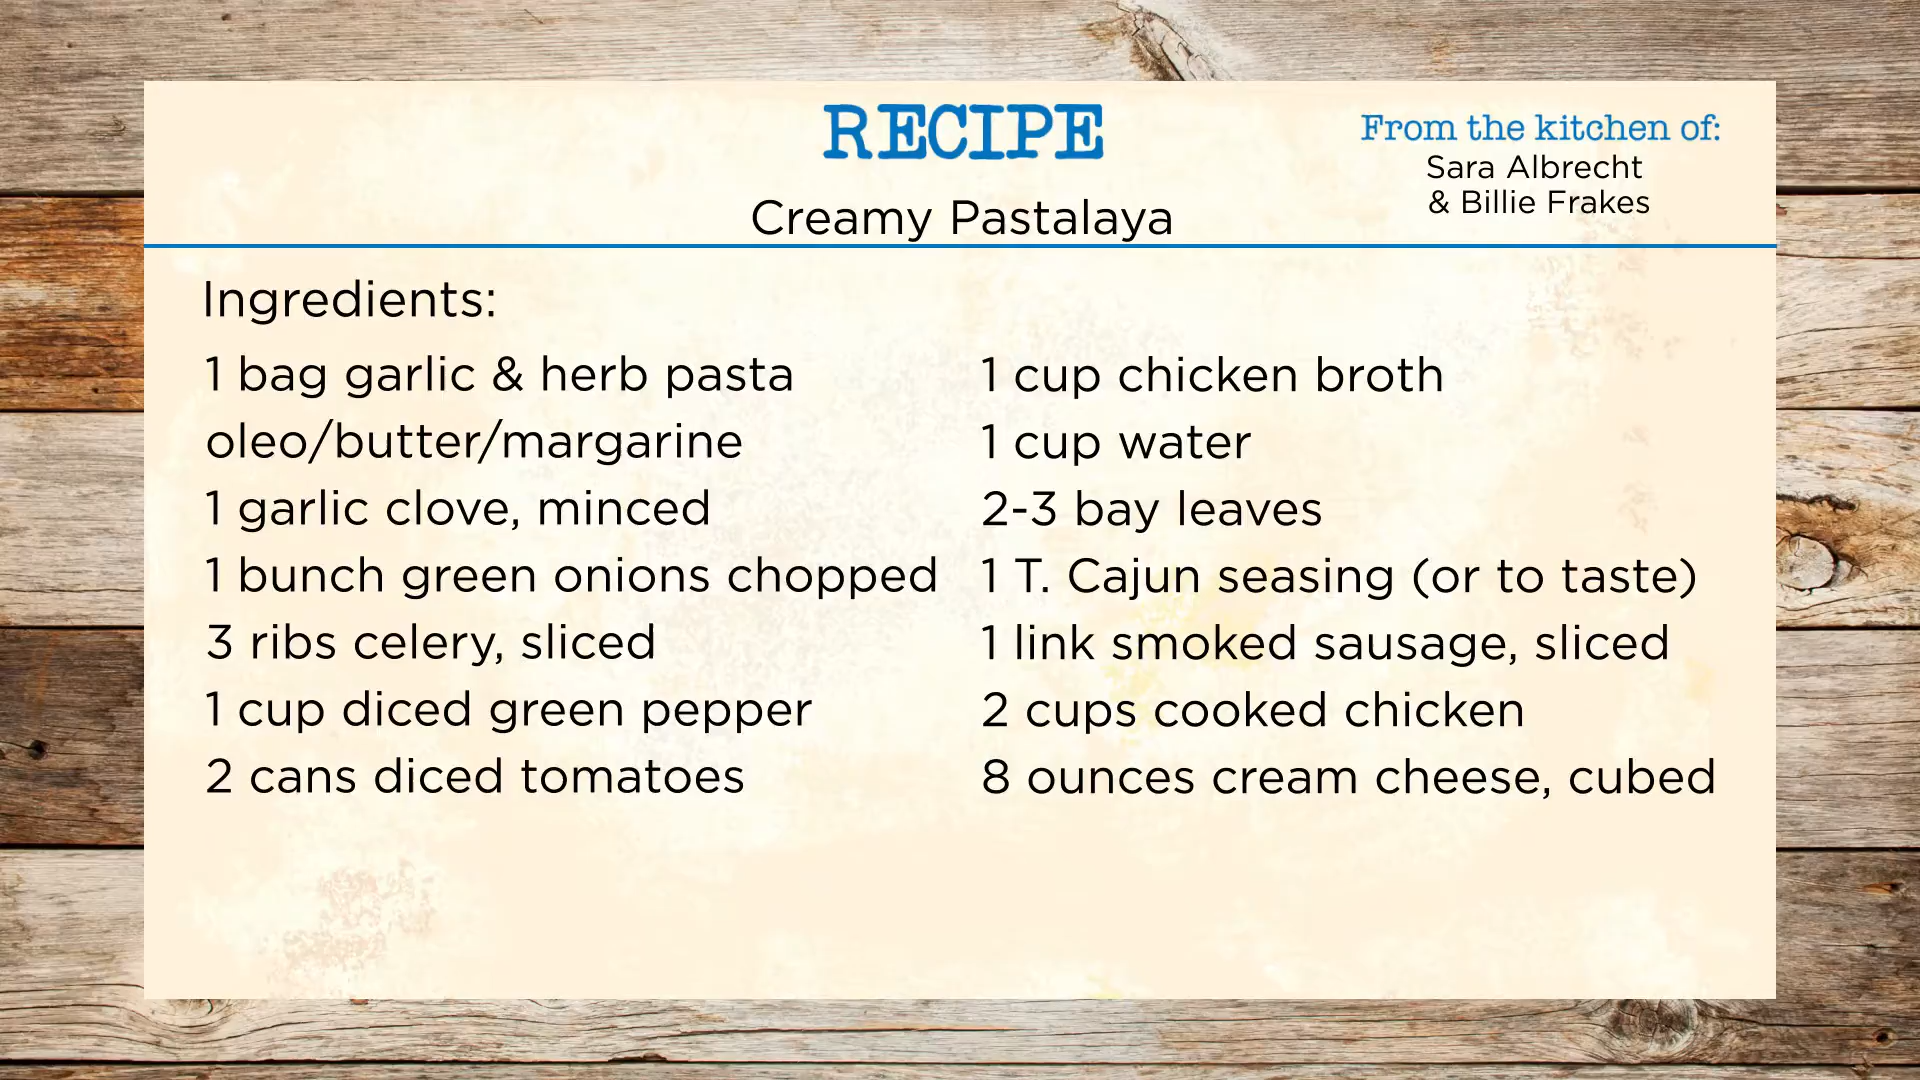 RECIPE
From the kitchen of:
Sara Albrecht
& Billie Frakes
Creamy Pastalaya
Ingredients:
1 bag garlic & herb pasta
oleo/butter/margarine
1 garlic clove, minced
1 bunch green onions chopped
3 ribs celery, sliced
1 cup diced green pepper
2 cans diced tomatoes
1 cup chicken broth
1 cup water
2-3 bay leaves
1 T. Cajun seasing (or to taste)
1 link smoked sausage, sliced
2 cups cooked chicken
8 ounces cream cheese, cubed